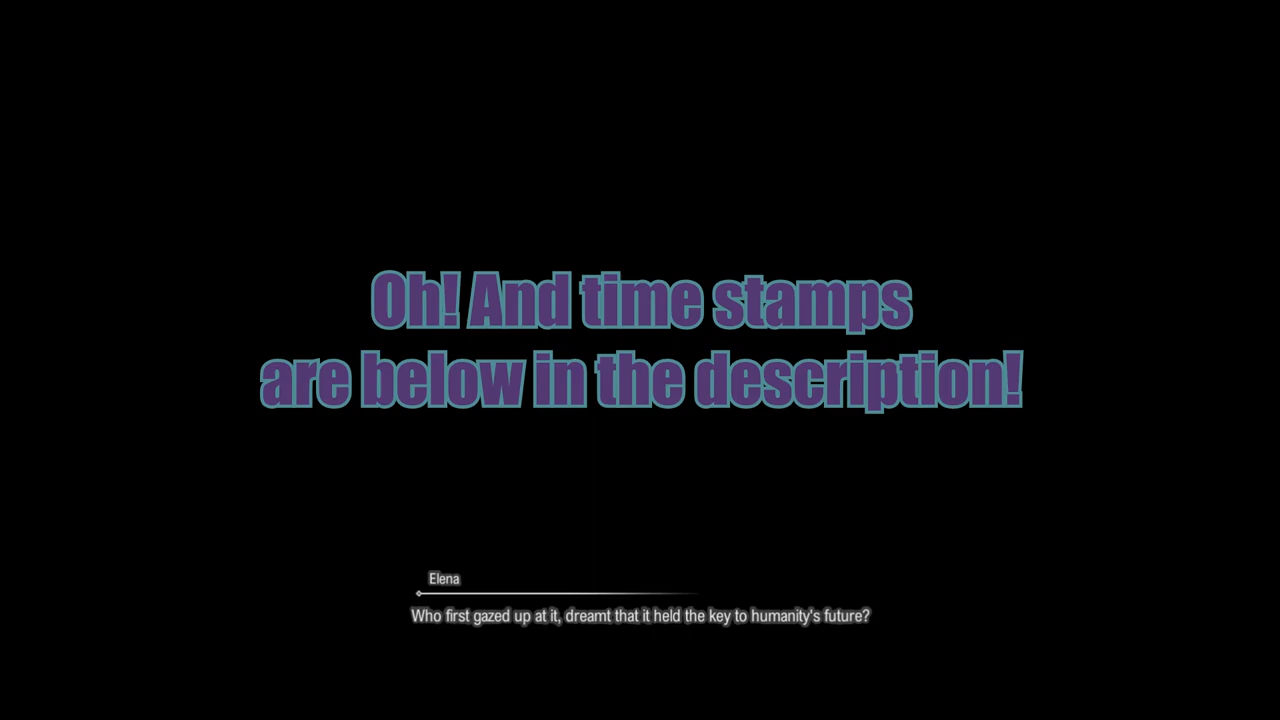 Oh! And time stamps
are below in the description!
Elena
Who first gazed up at it, dreamt that it held the key to humanity's future?